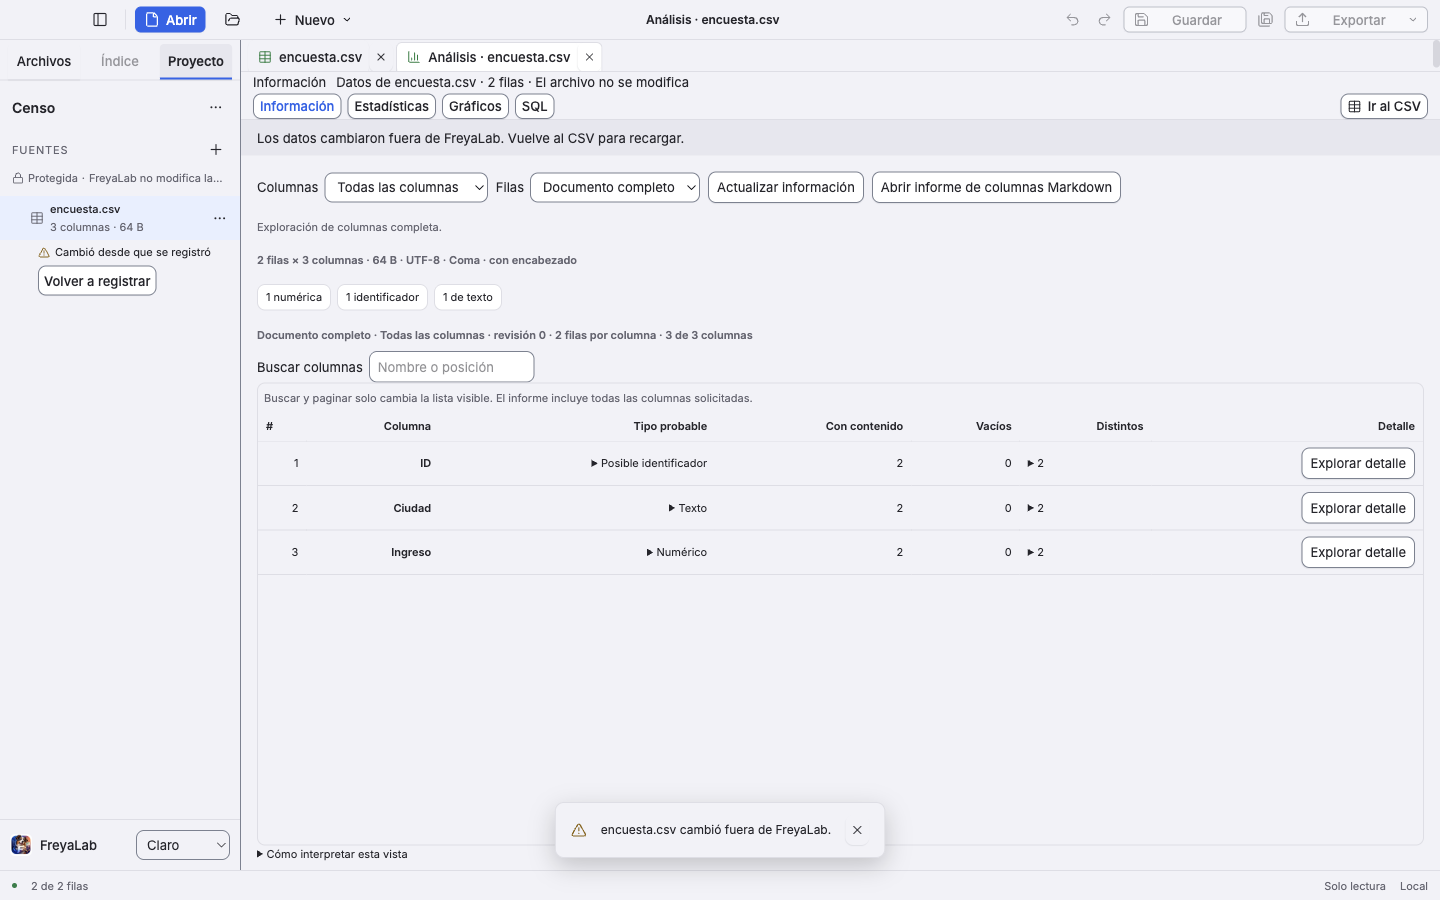 Abrir
Nuevo
Análisis · encuesta.csv
Guardar
Exportar
Archivos
Índice
Proyecto
encuesta.csv
Análisis · encuesta.csv
Información Datos de encuesta.csv · 2 filas · El archivo no se modifica
Información
Estadísticas
Gráficos
SQL
Ir al CSV
Los datos cambiaron fuera de FreyaLab. Vuelve al CSV para recargar.
Censo
FUENTES
Protegida · FreyaLab no modifica la...
encuesta.csv
3 columnas · 64 B
Cambió desde que se registró
Volver a registrar
Columnas Todas las columnas Filas Documento completo Actualizar información Abrir informe de columnas Markdown
Exploración de columnas completa.
2 filas × 3 columnas · 64 B · UTF-8 · Coma · con encabezado
1 numérica 1 identificador 1 de texto
Documento completo · Todas las columnas · revisión 0 · 2 filas por columna · 3 de 3 columnas
Buscar columnas Nombre o posición
Buscar y paginar solo cambia la lista visible. El informe incluye todas las columnas solicitadas.
# Columna Tipo probable Con contenido Vacíos Distintos Detalle
1 ID Posible identificador 2 0 2 Explorar detalle
2 Ciudad Texto 2 0 2 Explorar detalle
3 Ingreso Numérico 2 0 2 Explorar detalle
encuesta.csv cambió fuera de FreyaLab.
Cómo interpretar esta vista
FreyaLab
Claro
2 de 2 filas
Solo lectura Local